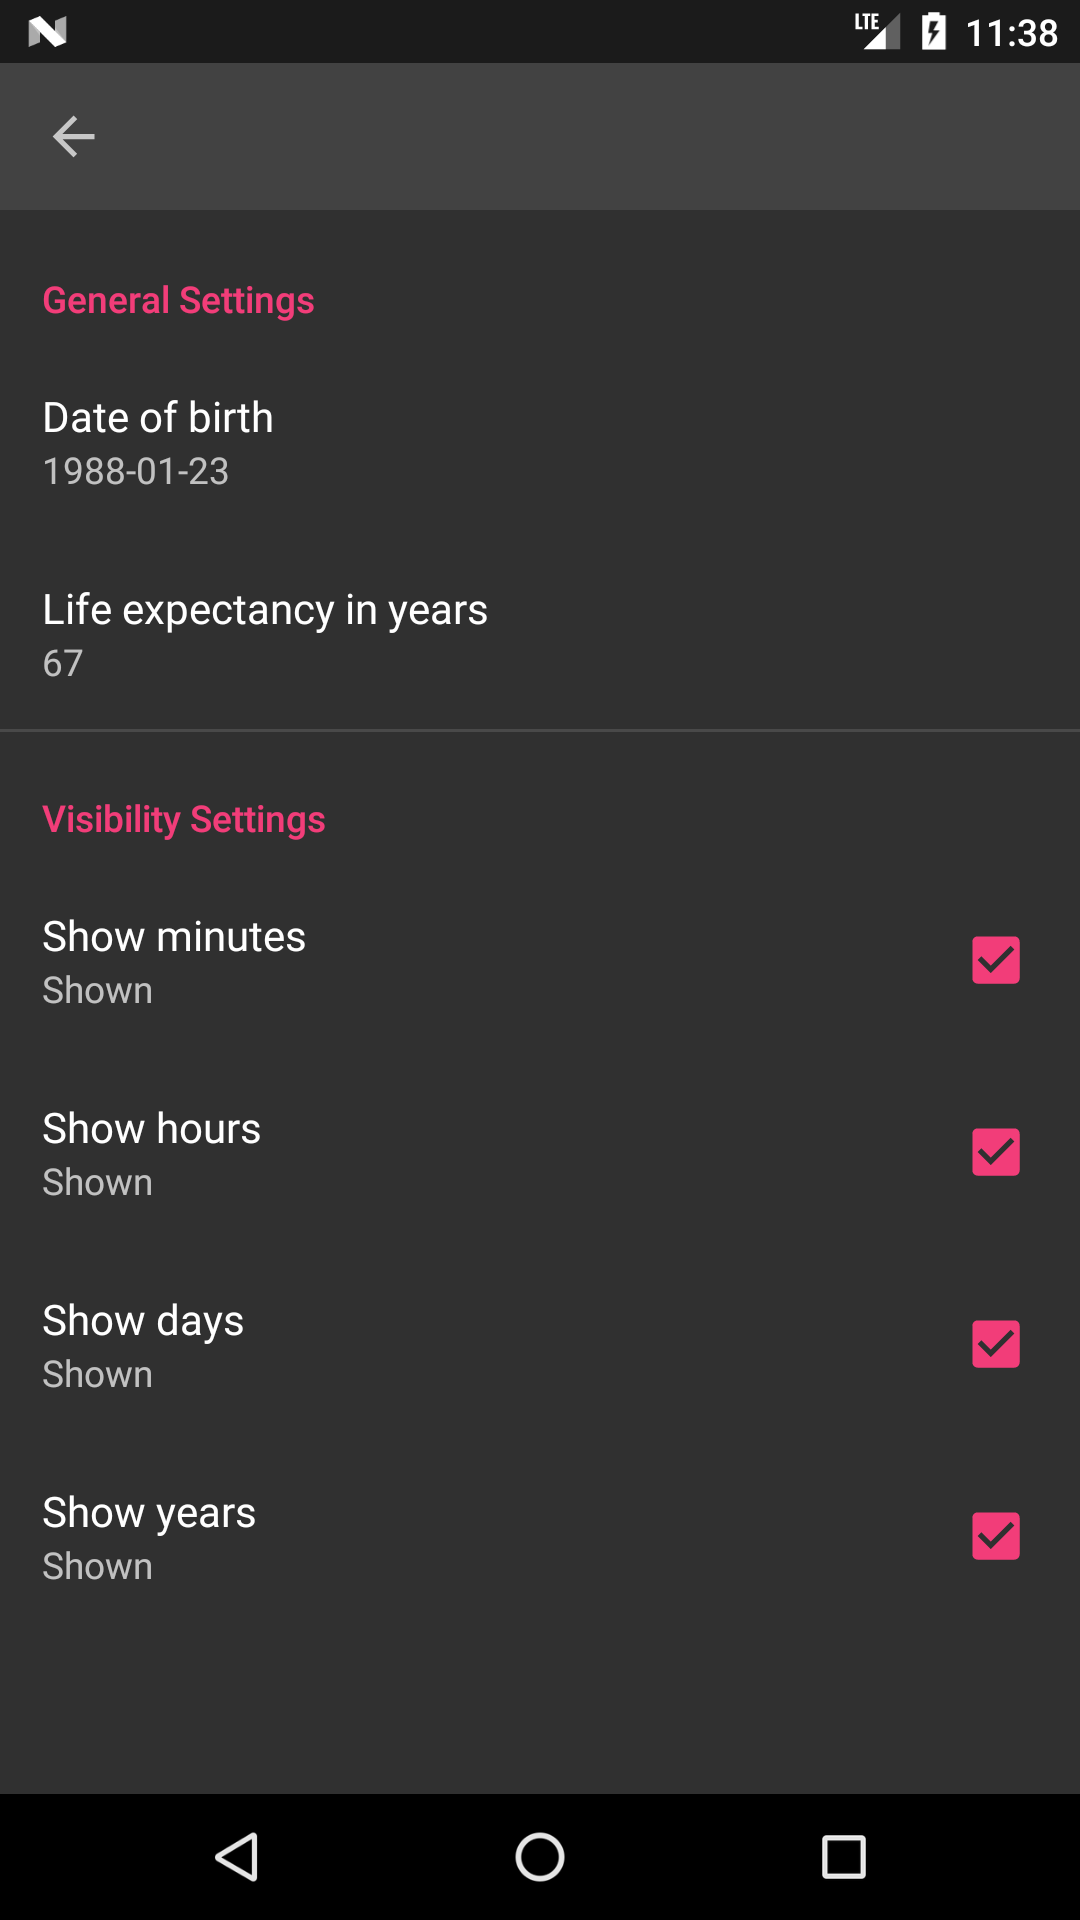 LTE 11:38
General Settings
Date of birth
1988-01-23
Life expectancy in years
67
Visibility Settings
Show minutes
Shown
Show hours
Shown
Show days
Shown
Show years
Shown